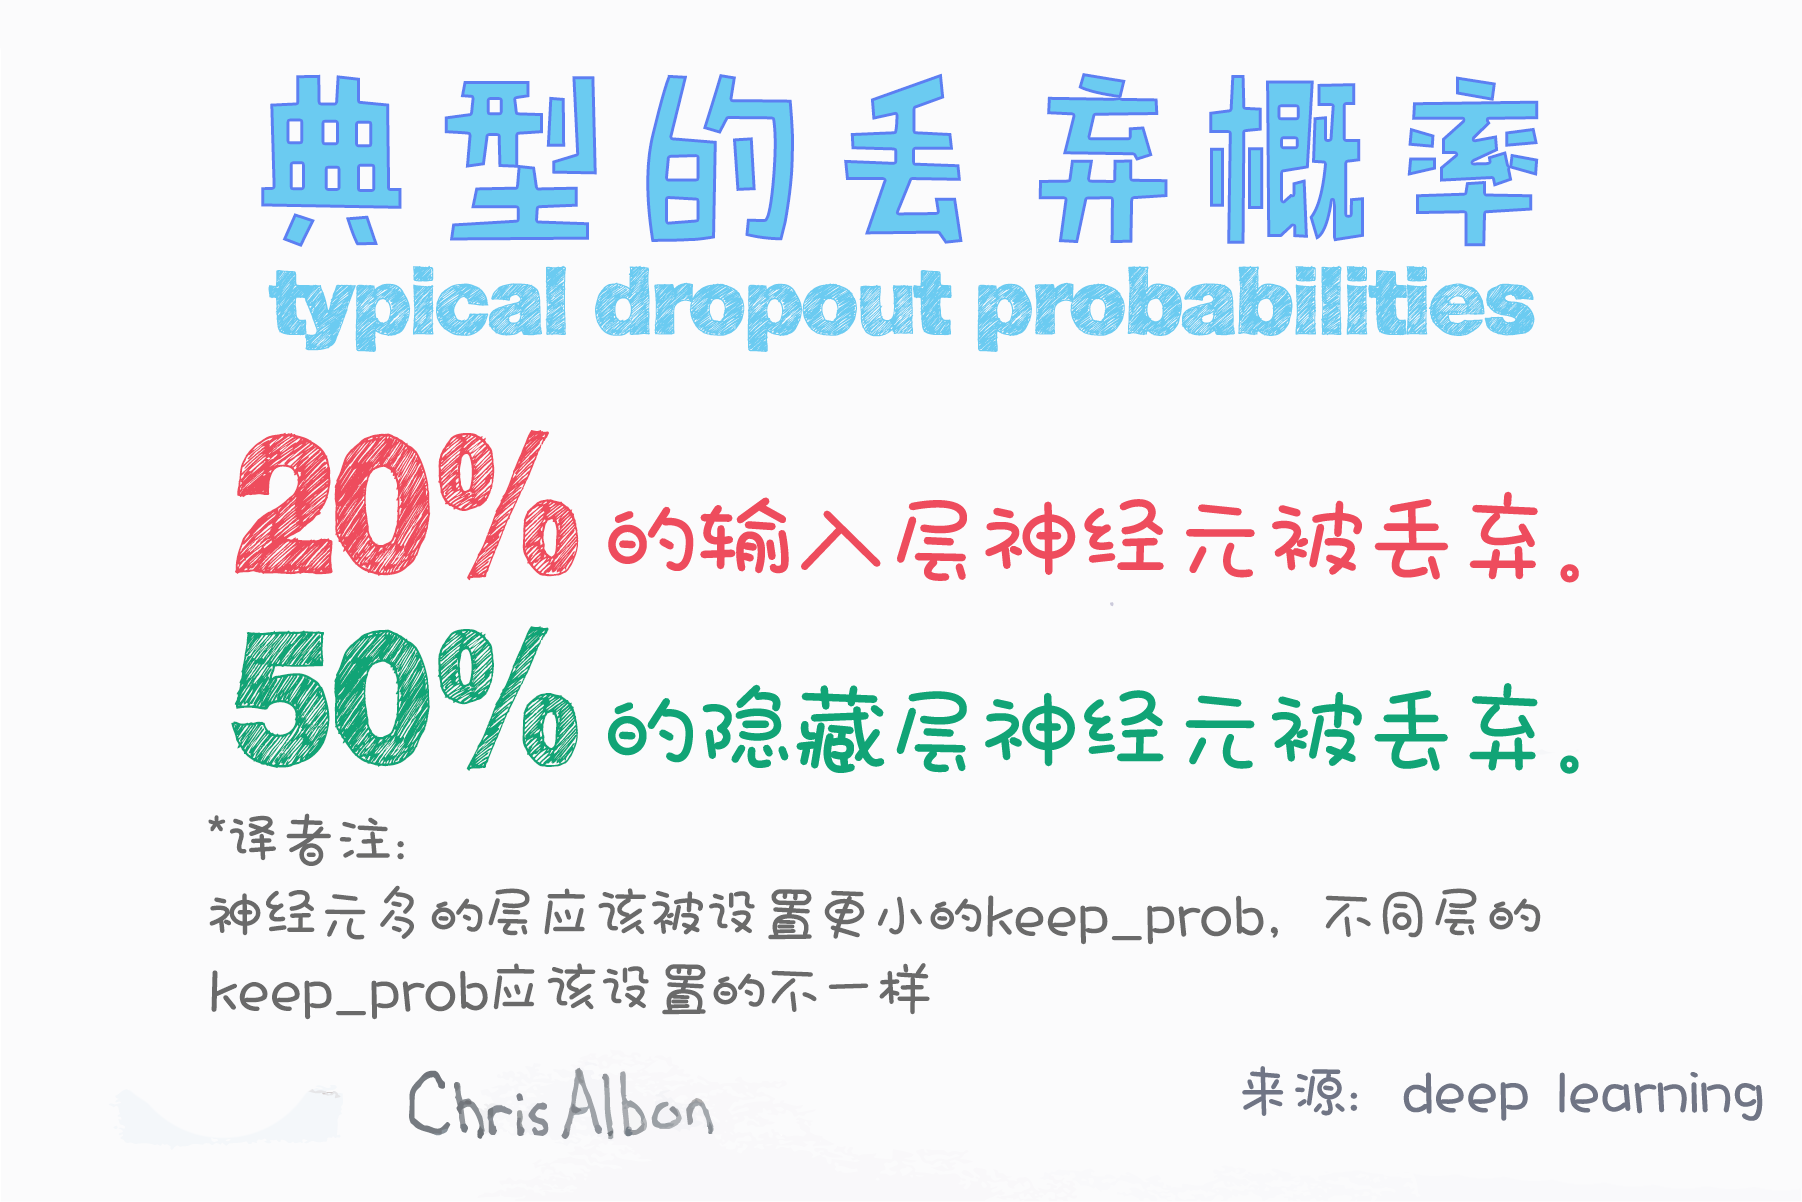 典型的丢弃概率
typical dropout probabilities
20%的输入层神经元被丢弃。
50%的隐藏层神经元被丢弃。
*译者注：
神经元多的层应该被设置更小的keep_prob，不同层的
keep_prob应该设置的不一样
Chris Albon
来源：deep learning